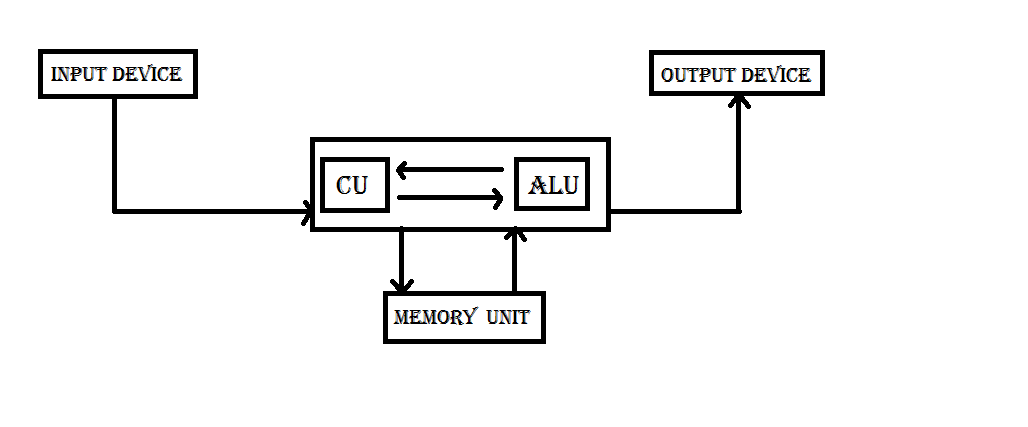 INPUT DEVICE
OUTPUT DEVICE
CU
ALU
MEMORY UNIT